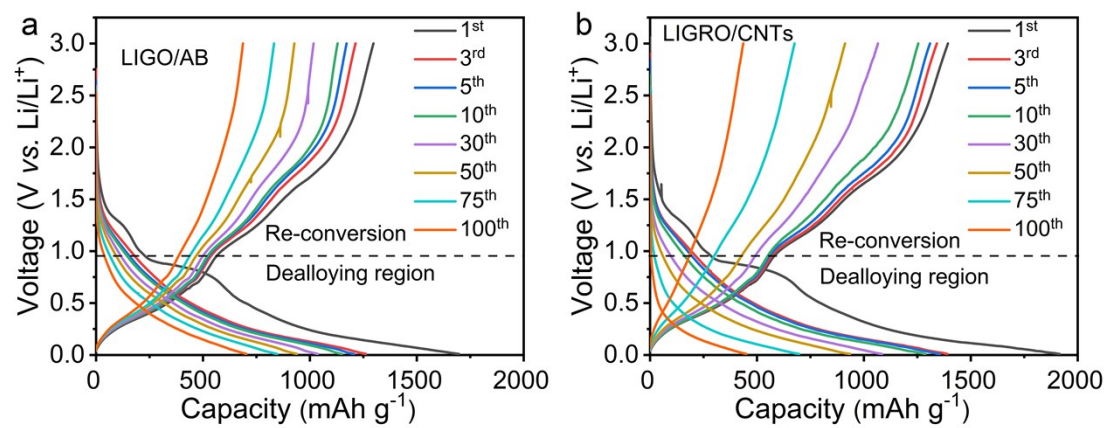 a
LIGO/AB
1st
3rd
5th
10th
30th
50th
75th
100th
Re-conversion
Dealloying region
Voltage (V vs. Li/Li+)
3.0
2.5
2.0
1.5
1.0
0.5
0.0
0
500
1000
1500
2000
Capacity (mAh g-1)
b
LIGRO/CNTs
1st
3rd
5th
10th
30th
50th
75th
100th
Re-conversion
Dealloying region
Voltage (V vs. Li/Li+)
3.0
2.5
2.0
1.5
1.0
0.5
0.0
0
500
1000
1500
2000
Capacity (mAh g-1)